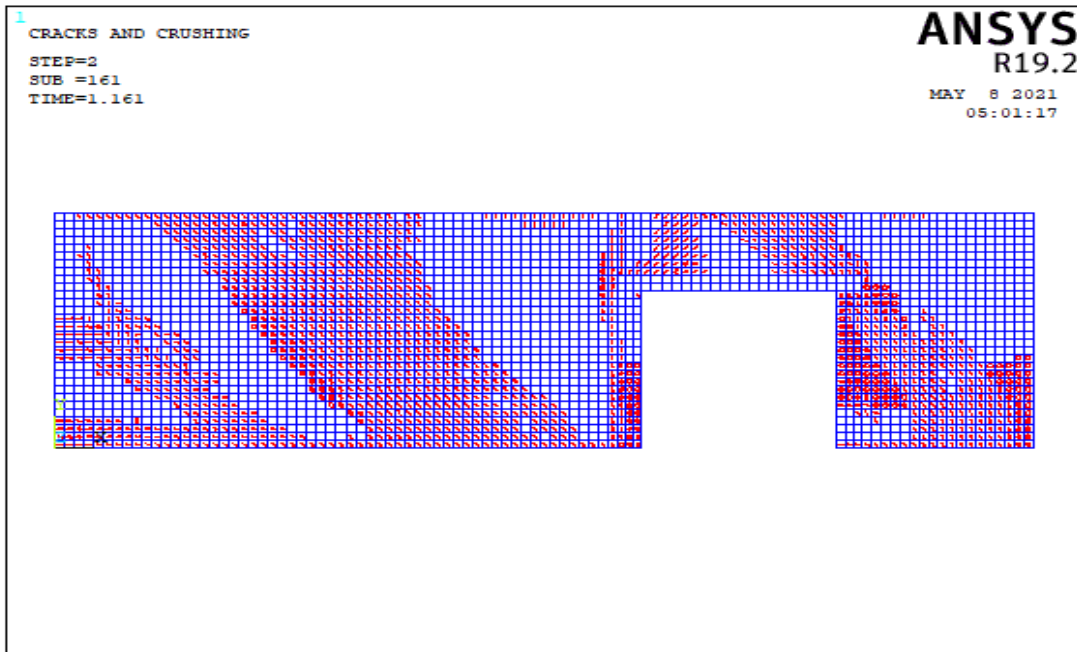 1
CRACKS AND CRUSHING
STEP=2
SUB =161
TIME=1.161
ANSYS
R19.2
MAY  8 2021
05:01:17
Y
X